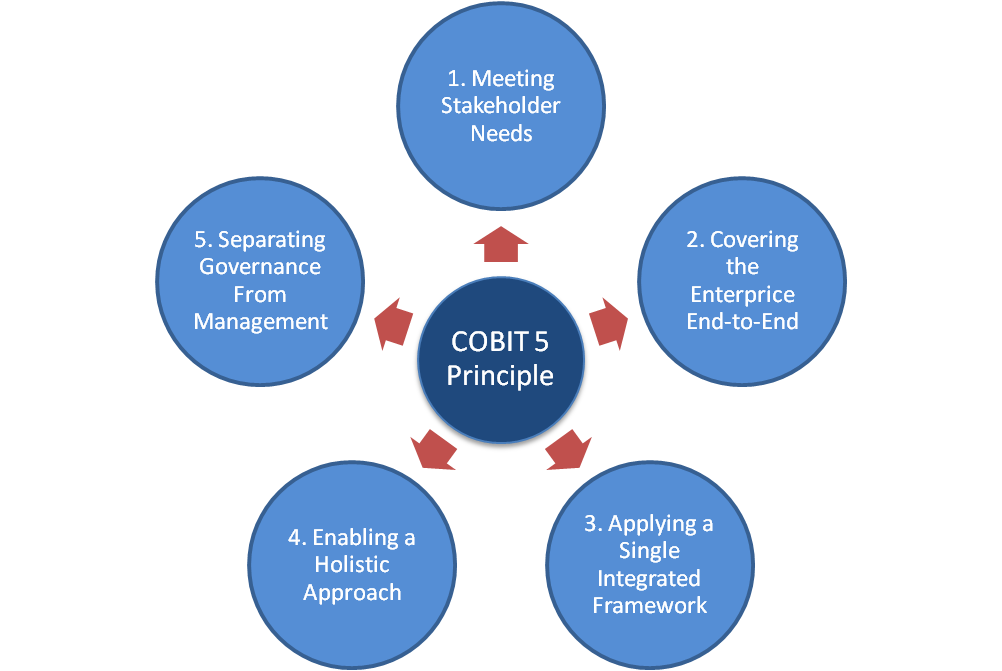 1. Meeting
Stakeholder
Needs
2. Covering
the
Enterprice
End-to-End
3. Applying a
Single
Integrated
Framework
4. Enabling a
Holistic
Approach
5. Separating
Governance
From
Management
COBIT 5
Principle